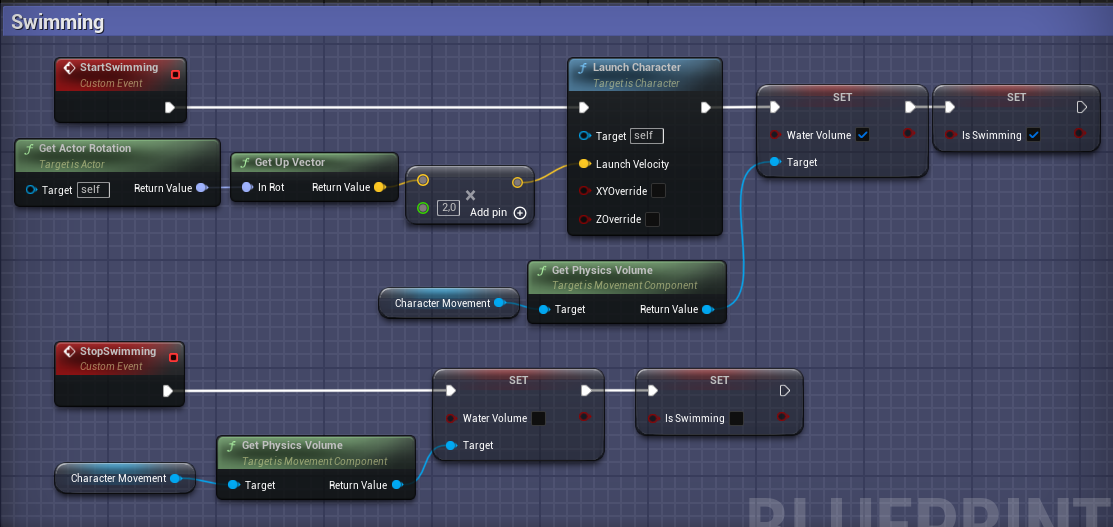 Swimming
StartSwimming
Custom Event
Launch Character
Target is Character
Target self
Launch Velocity
XYOverride
ZOverride
SET
Water Volume
Target
SET
Is Swimming
Get Actor Rotation
Target is Actor
Target self Return Value
Get Up Vector
In Rot Return Value
2,0
Add pin
Character Movement
Get Physics Volume
Target is Movement Component
Target Return Value
StopSwimming
Custom Event
SET
Water Volume
Target
SET
Is Swimming
Character Movement
Get Physics Volume
Target is Movement Component
Target Return Value
BLUEPRINT